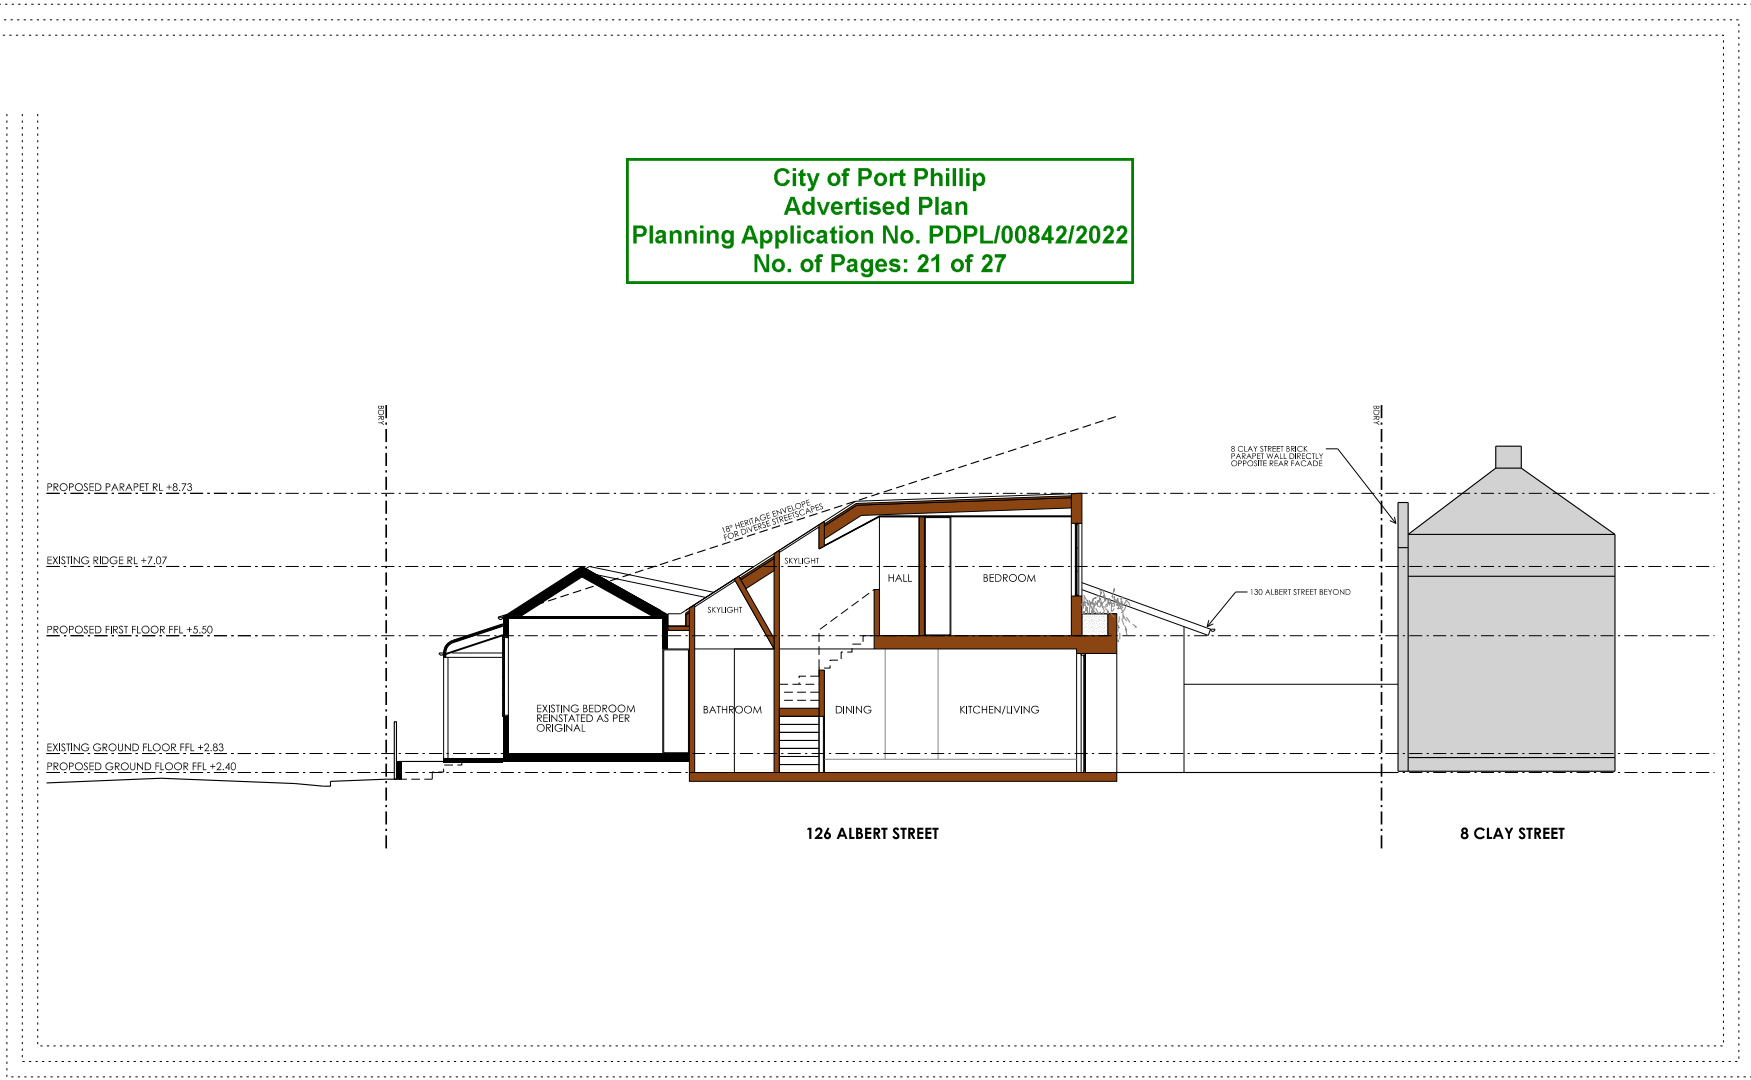 City of Port Phillip
Advertised Plan
Planning Application No. PDPL/00842/2022
No. of Pages: 21 of 27
BDRY
BDRY
8 CLAY STREET BRICK
PARAPET WALL DIRECTLY
OPPOSITE REAR FACADE
PROPOSED PARAPET RL +8.73
18° HERITAGE ENVELOPE
FOR DIVERSE STREETSCAPES
EXISTING RIDGE RL +7.07
SKYLIGHT
HALL
BEDROOM
130 ALBERT STREET BEYOND
SKYLIGHT
PROPOSED FIRST FLOOR FFL +5.50
EXISTING BEDROOM
REINSTATED AS PER
ORIGINAL
BATHROOM
DINING
KITCHEN/LIVING
EXISTING GROUND FLOOR FFL +2.83
PROPOSED GROUND FLOOR FFL +2.40
126 ALBERT STREET
8 CLAY STREET